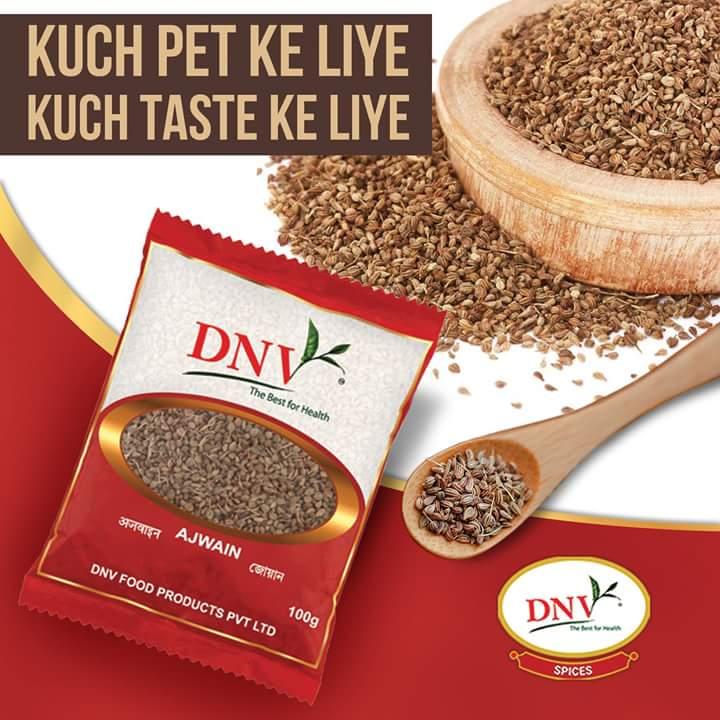 KUCH PET KE LIYE
KUCH TASTE KE LIYE
DNV
The Best for Health
अजवाइन AJWAIN জোয়ান
DNV FOOD PRODUCTS PVT LTD
100g
DNV
The Best for Health
SPICES